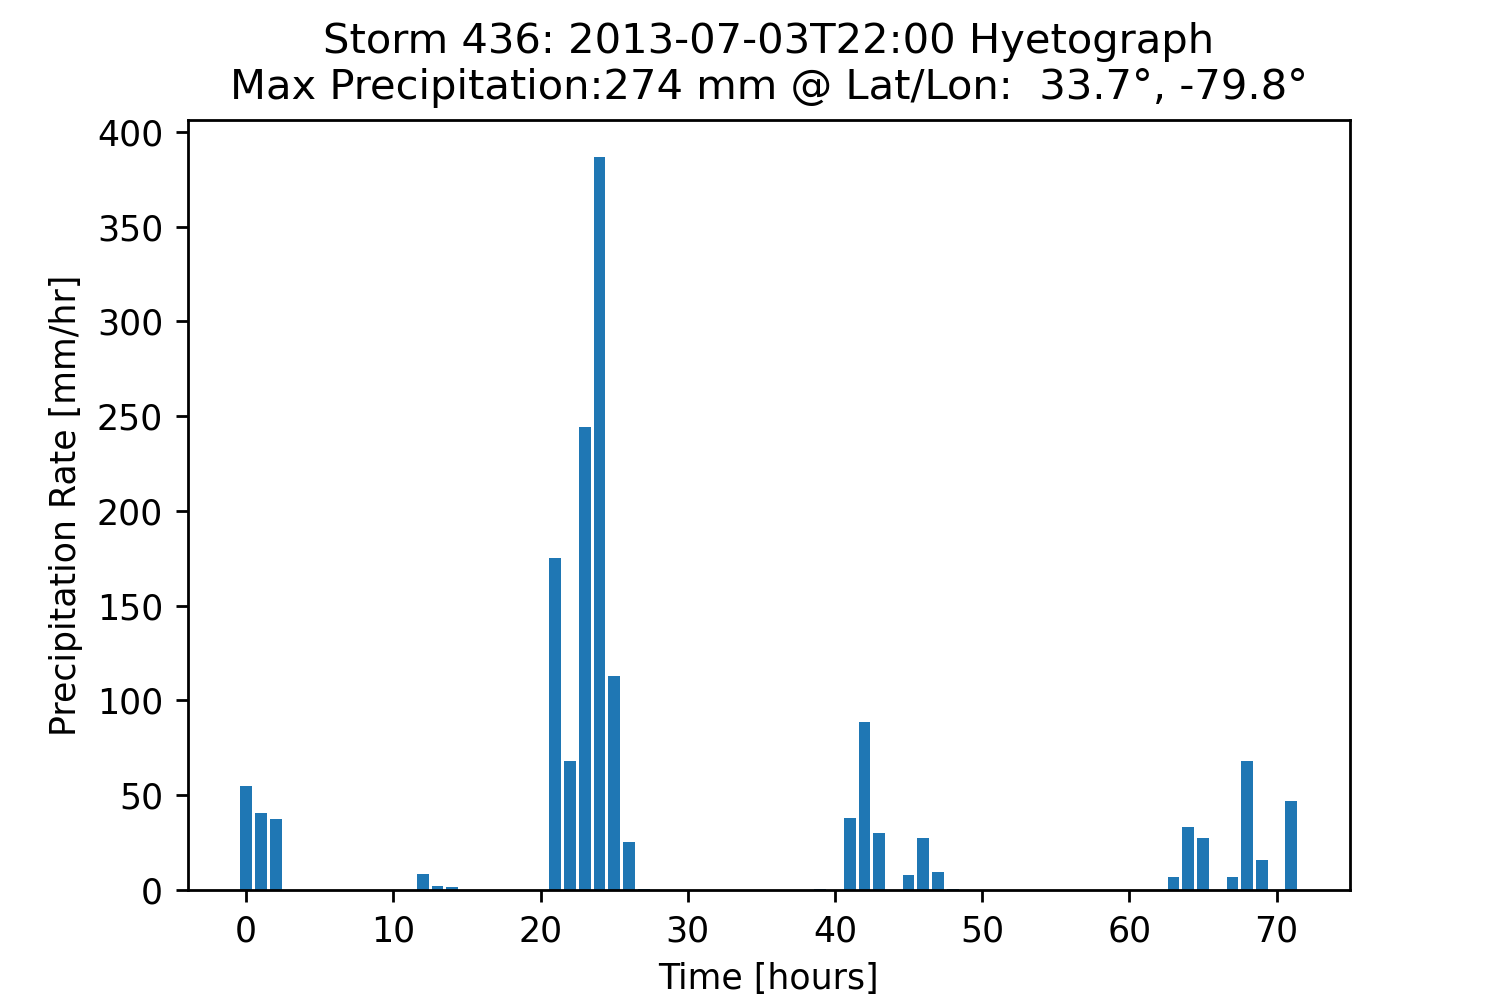 Storm 436: 2013-07-03T22:00 Hyetograph
Max Precipitation:274 mm @ Lat/Lon:  33.7°, -79.8°
Precipitation Rate [mm/hr]
400
350
300
250
200
150
100
50
0
0 10 20 30 40 50 60 70
Time [hours]